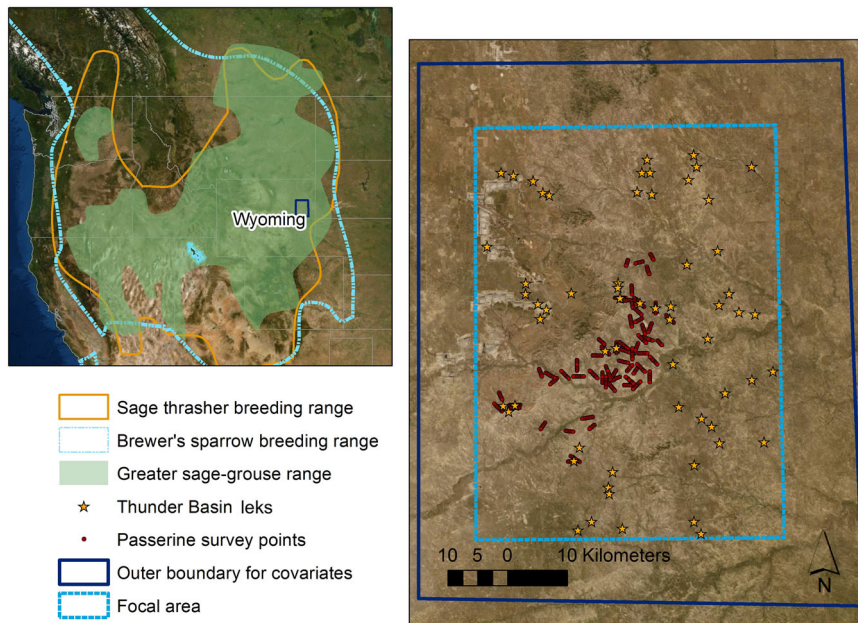 Wyoming
Sage thrasher breeding range
Brewer's sparrow breeding range
Greater sage-grouse range
Thunder Basin leks
Passerine survey points
Outer boundary for covariates
Focal area
10 5 0 10 Kilometers
N